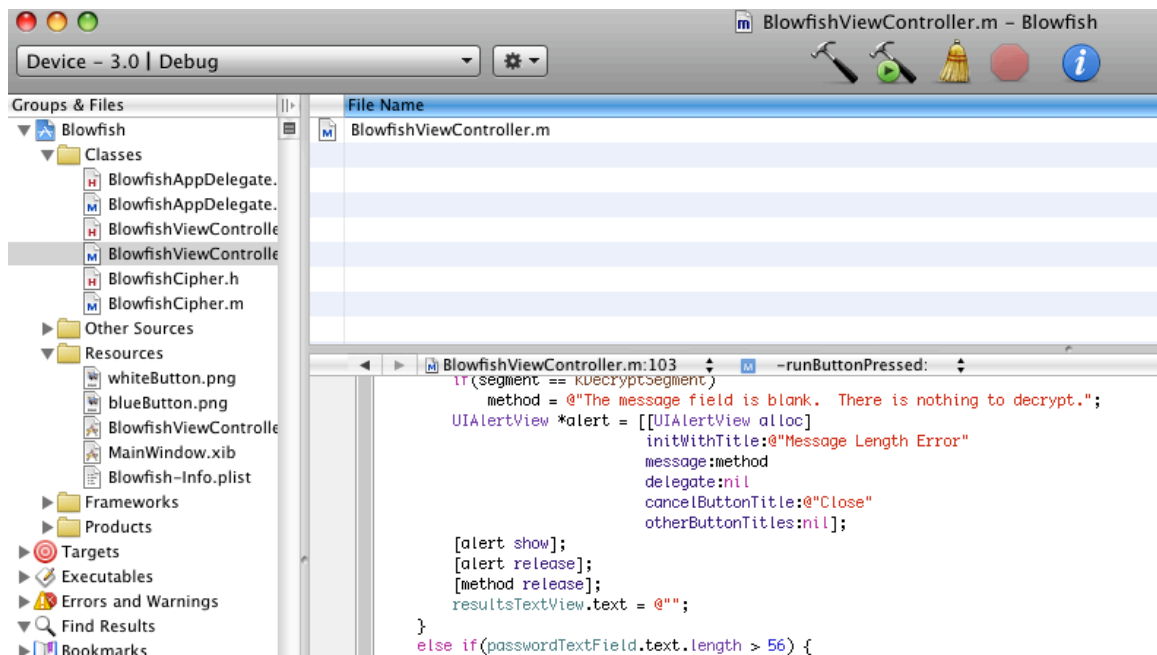 BlowfishViewController.m – Blowfish
Device – 3.0 | Debug
Groups & Files
Blowfish
Classes
BlowfishAppDelegate.
BlowfishAppDelegate.
BlowfishViewControlle
BlowfishViewControlle
BlowfishCipher.h
BlowfishCipher.m
Other Sources
Resources
whiteButton.png
blueButton.png
BlowfishViewControlle
MainWindow.xib
Blowfish-Info.plist
Frameworks
Products
Targets
Executables
Errors and Warnings
Find Results
Bookmarks
File Name
BlowfishViewController.m
BlowfishViewController.m:103 -runButtonPressed:
if(segment == kDecryptSegment)
method = @"The message field is blank.  There is nothing to decrypt.";
UIAlertView *alert = [[UIAlertView alloc]
initWithTitle:@"Message Length Error"
message:method
delegate:nil
cancelButtonTitle:@"Close"
otherButtonTitles:nil];
[alert show];
[alert release];
[method release];
resultsTextView.text = @"";
}
else if(passwordTextField.text.length > 56) {